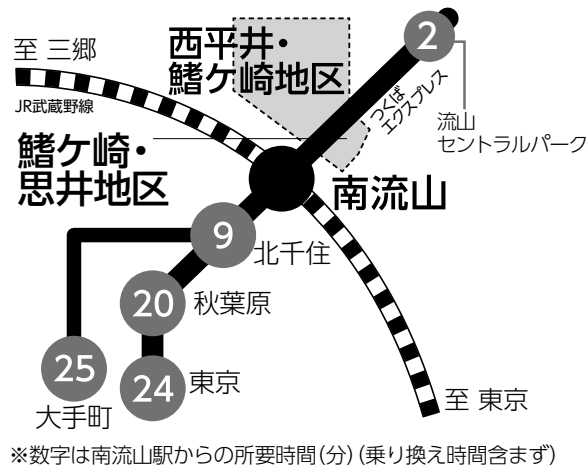 至 三郷
西平井・
鰭ケ崎地区
2
JR武蔵野線
つくば
エクスプレス
流山
セントラルパーク
鰭ケ崎・
思井地区
南流山
9
北千住
20
秋葉原
25
大手町
24
東京
至 東京
※数字は南流山駅からの所要時間(分)(乗り換え時間含まず)